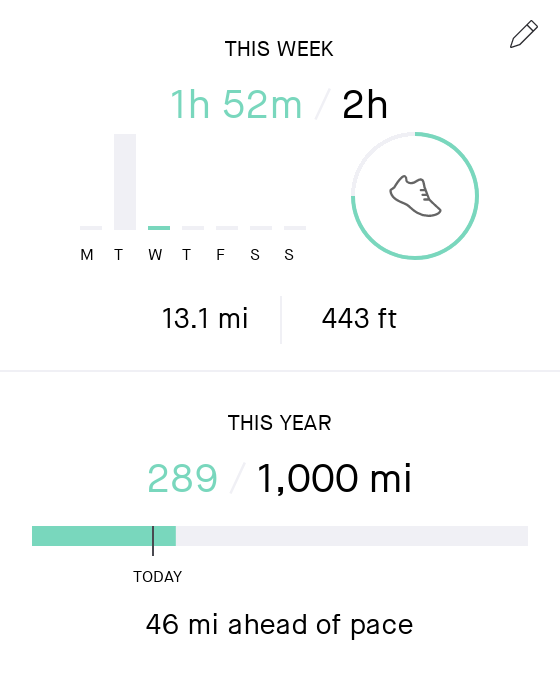 THIS WEEK
1h 52m / 2h
M T W T F S S
13.1 mi 443 ft
THIS YEAR
289 / 1,000 mi
TODAY
46 mi ahead of pace